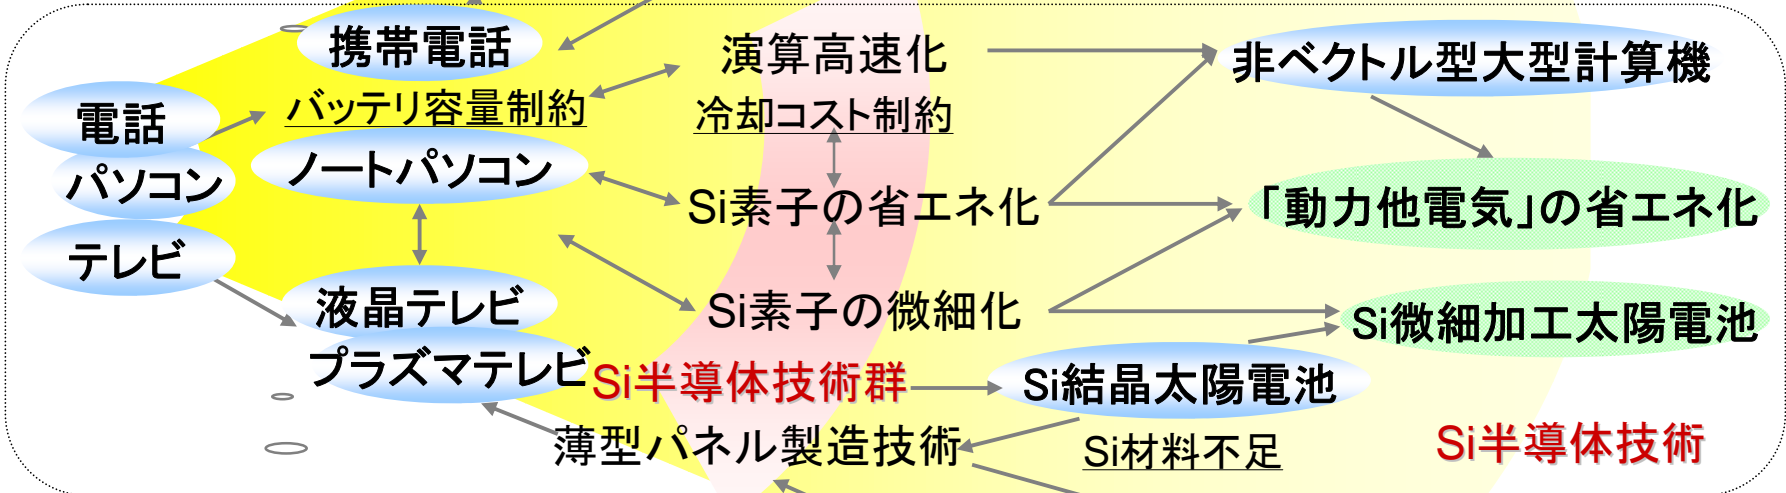 携帯電話
演算高速化
非ベクトル型大型計算機
電話
バッテリ容量制約
冷却コスト制約
パソコン
ノートパソコン
Si素子の省エネ化
「動力他電気」の省エネ化
テレビ
液晶テレビ
Si素子の微細化
Si微細加工太陽電池
プラズマテレビ
Si半導体技術群
Si結晶太陽電池
薄型パネル製造技術
Si材料不足
Si半導体技術